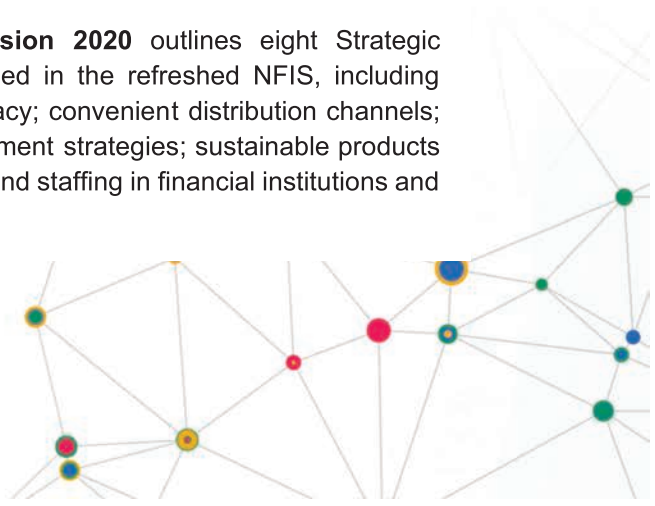 sion 2020 outlines eight Strategic
ed in the refreshed NFIS, including
acy; convenient distribution channels;
ment strategies; sustainable products
nd staffing in financial institutions and